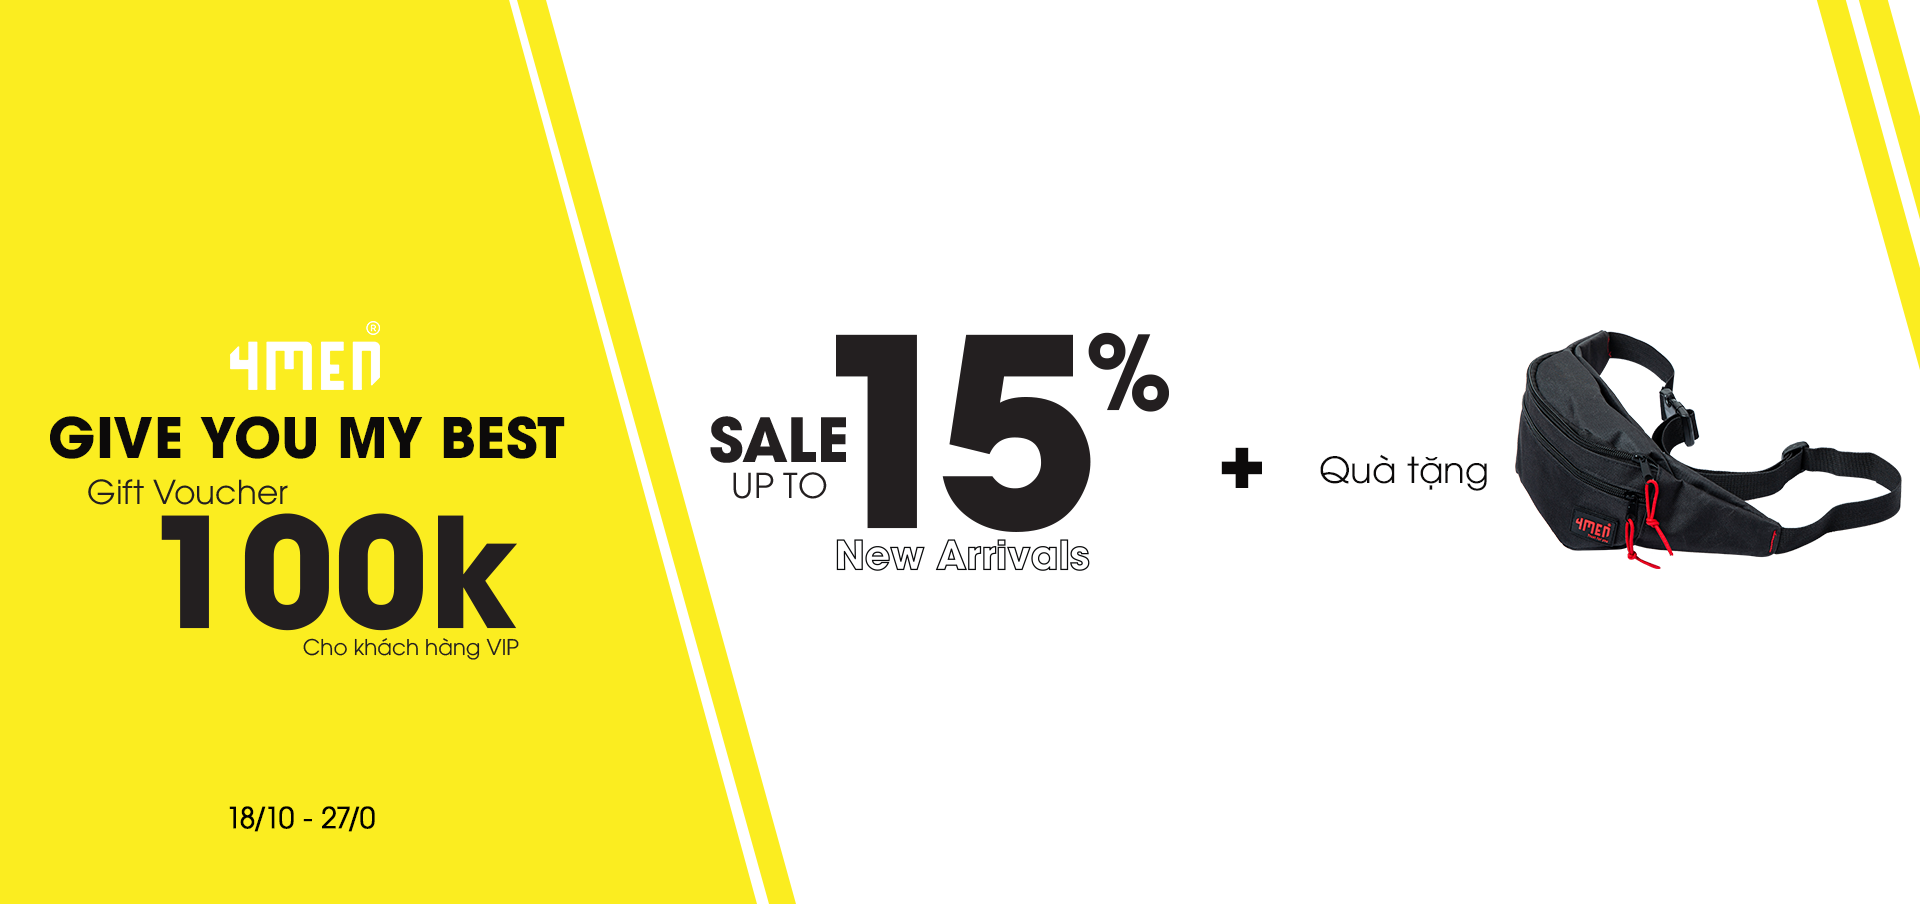 4MEN®
GIVE YOU MY BEST
Gift Voucher
100k
Cho khách hàng VIP
18/10 - 27/0
SALE
UP TO
15%
New Arrivals
+
Quà tặng
4MEN